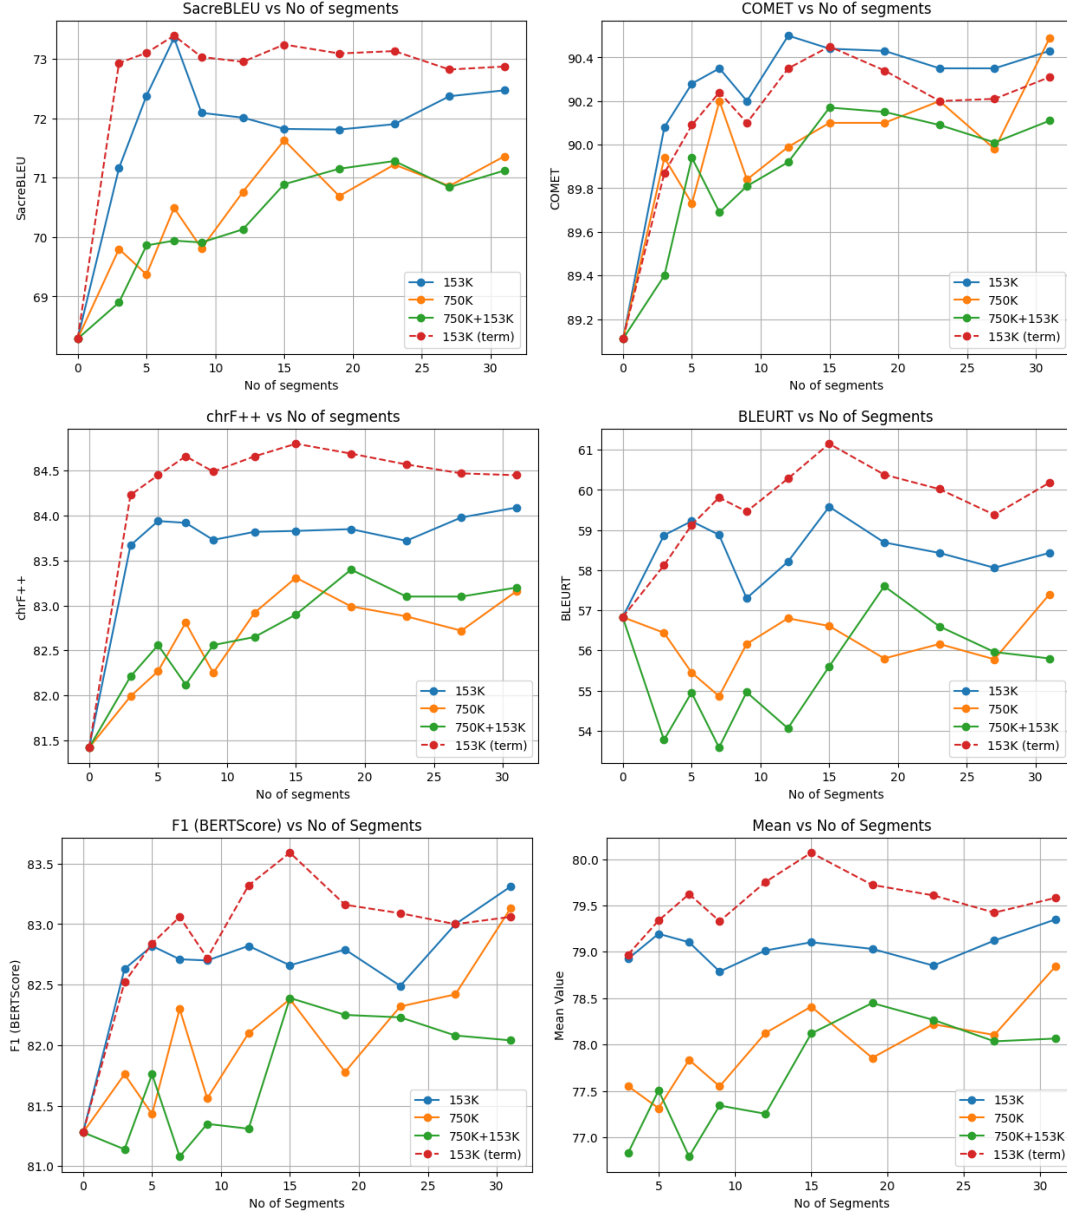 SacreBLEU vs No of segments
SacreBLEU
73
72
71
70
69
0 5 10 15 20 25 30
No of segments
153K
750K
750K+153K
153K (term)
COMET vs No of segments
COMET
90.4
90.2
90.0
89.8
89.6
89.4
89.2
0 5 10 15 20 25 30
No of segments
153K
750K
750K+153K
153K (term)
chrF++ vs No of segments
chrF++
84.5
84.0
83.5
83.0
82.5
82.0
81.5
0 5 10 15 20 25 30
No of Segments
153K
750K
750K+153K
153K (term)
BLEURT vs No of Segments
BLEURT
61
60
59
58
57
56
55
54
0 5 10 15 20 25 30
No of Segments
153K
750K
750K+153K
153K (term)
F1 (BERTScore) vs No of Segments
F1 (BERTScore)
83.5
83.0
82.5
82.0
81.5
81.0
0 5 10 15 20 25 30
No of Segments
153K
750K
750K+153K
153K (term)
Mean vs No of Segments
Mean Value
80.0
79.5
79.0
78.5
78.0
77.5
77.0
5 10 15 20 25 30
No of Segments
153K
750K
750K+153K
153K (term)